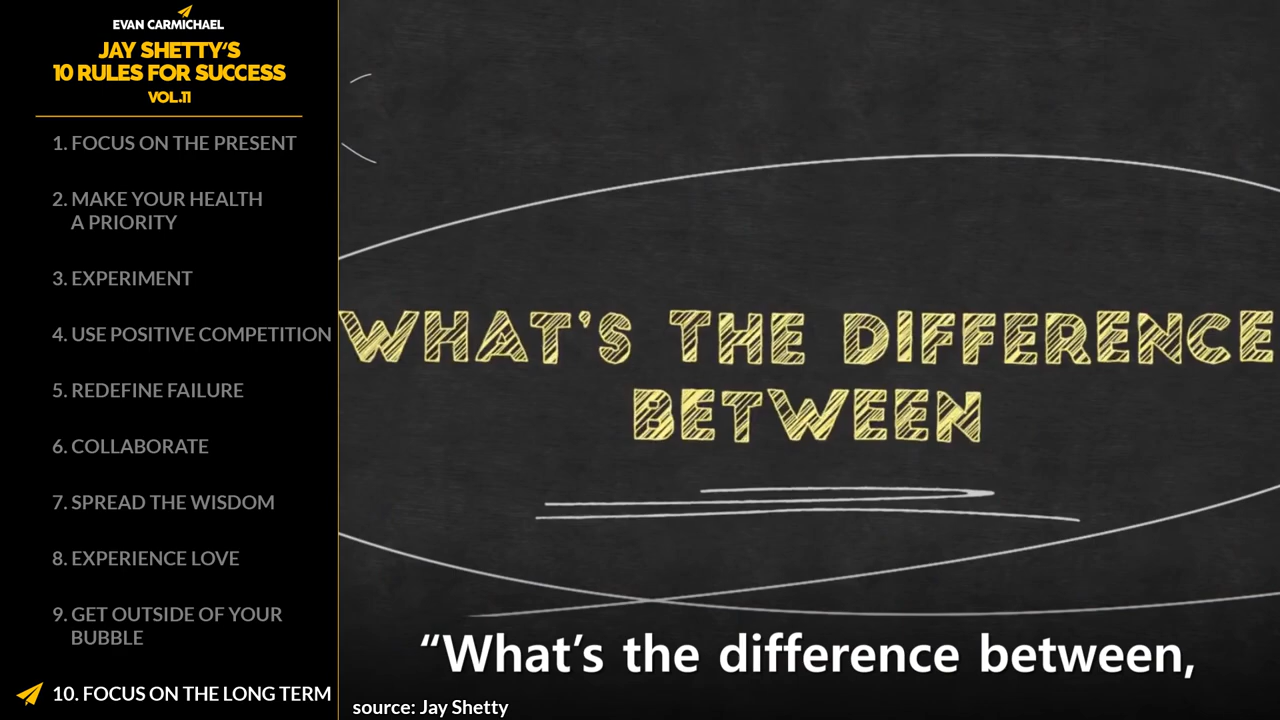 EVAN CARMICHAEL
JAY SHETTY'S
10 RULES FOR SUCCESS
VOL.11
1. FOCUS ON THE PRESENT
2. MAKE YOUR HEALTH
A PRIORITY
3. EXPERIMENT
4. USE POSITIVE COMPETITION
5. REDEFINE FAILURE
6. COLLABORATE
7. SPREAD THE WISDOM
8. EXPERIENCE LOVE
9. GET OUTSIDE OF YOUR
BUBBLE
10. FOCUS ON THE LONG TERM
WHAT'S THE DIFFERENCE
BETWEEN
“What’s the difference between,
source: Jay Shetty